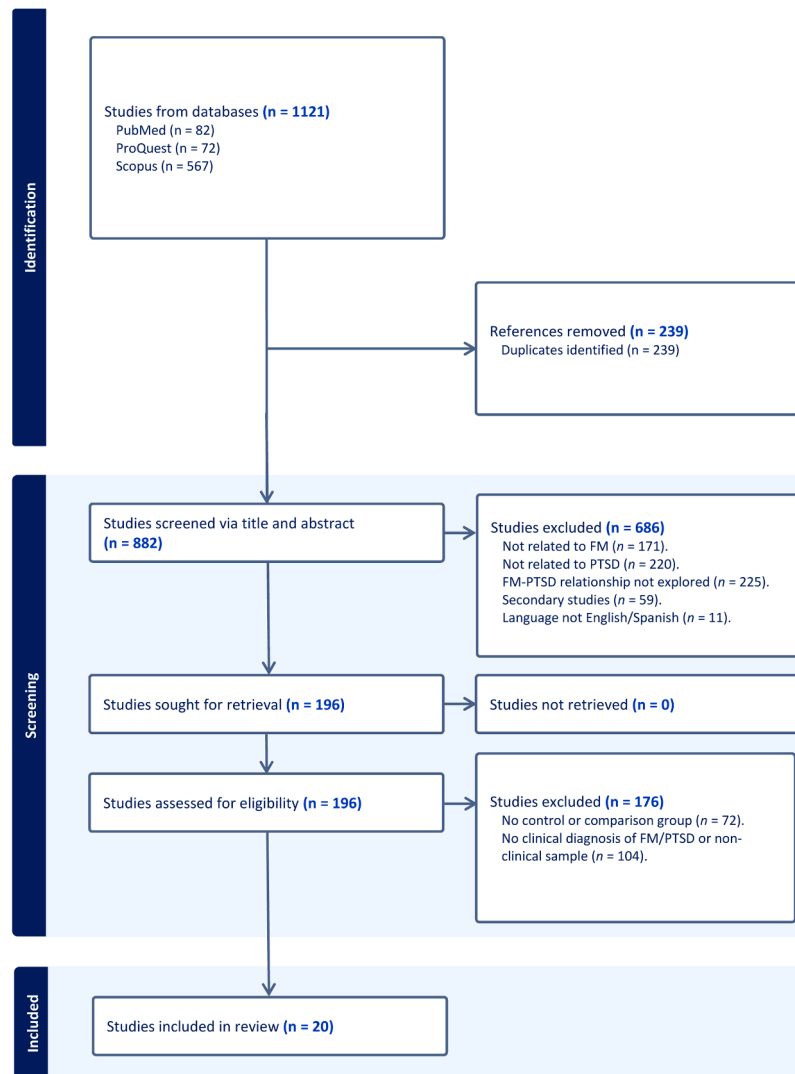 Identification
Studies from databases (n = 1121)
PubMed (n = 82)
ProQuest (n = 72)
Scopus (n = 567)
References removed (n = 239)
Duplicates identified (n = 239)
Screening
Studies screened via title and abstract
(n = 882)
Studies excluded (n = 686)
Not related to FM (n = 171).
Not related to PTSD (n = 220).
FM-PTSD relationship not explored (n = 225).
Secondary studies (n = 59).
Language not English/Spanish (n = 11).
Studies sought for retrieval (n = 196)
Studies not retrieved (n = 0)
Studies assessed for eligibility (n = 196)
Studies excluded (n = 176)
No control or comparison group (n = 72).
No clinical diagnosis of FM/PTSD or non-
clinical sample (n = 104).
Included
Studies included in review (n = 20)